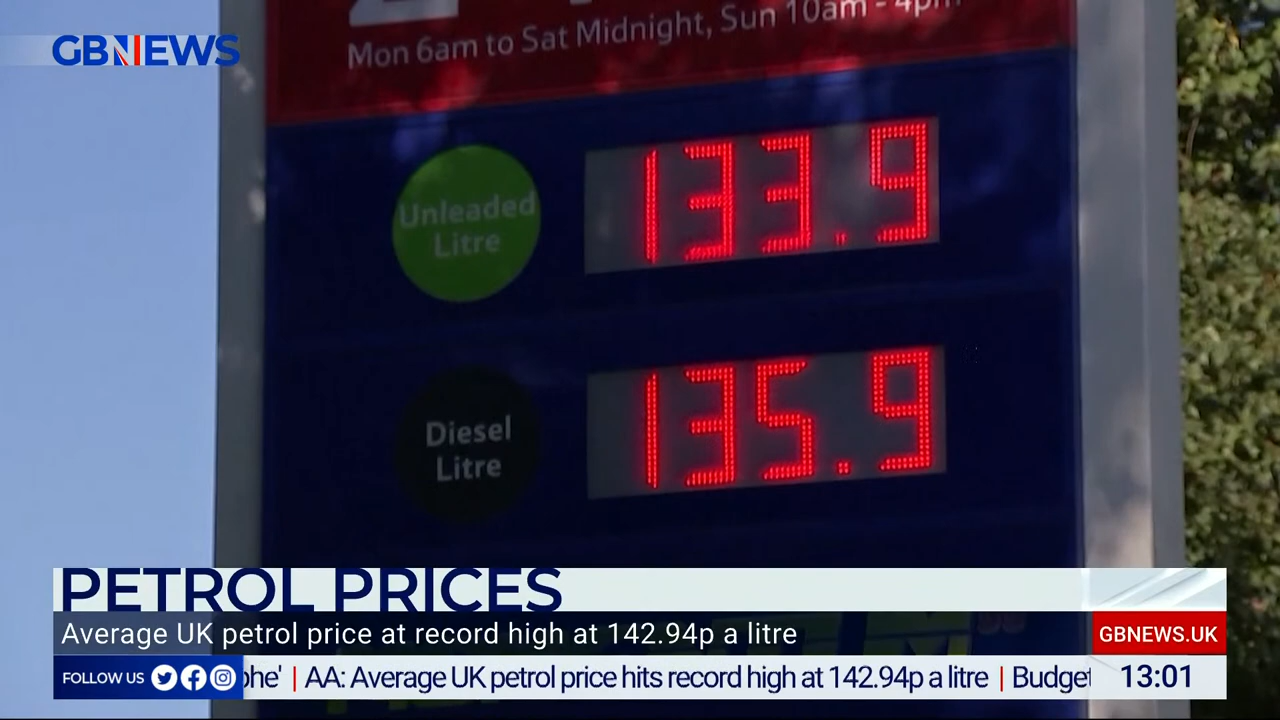 GBNEWS
Mon 6am to Sat Midnight, Sun 10am - 4pm
Unleaded
Litre
133.9
Diesel
Litre
135.9
PETROL PRICES
Average UK petrol price at record high at 142.94p a litre
GBNEWS.UK
FOLLOW US
| AA: Average UK petrol price hits record high at 142.94p a litre | Budget
13:01